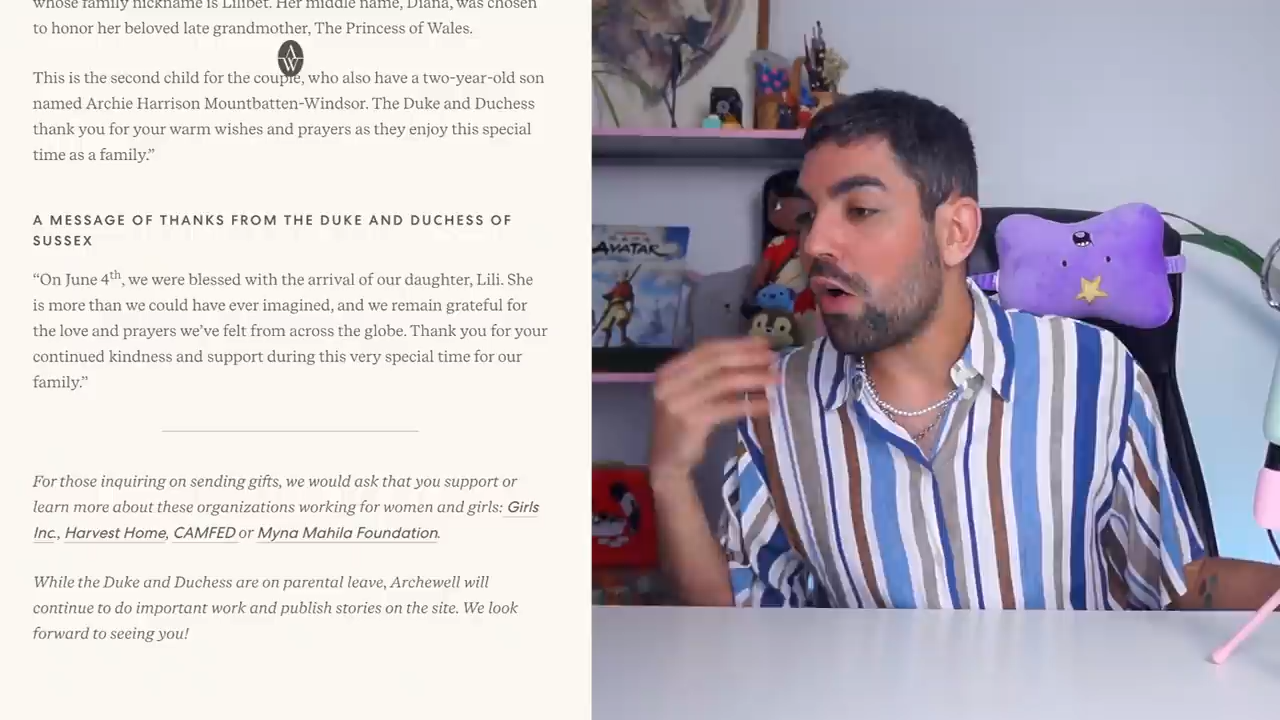 whose family nickname is Lilibet. Her middle name, Diana, was chosen
to honor her beloved late grandmother, The Princess of Wales.
AW
This is the second child for the couple, who also have a two-year-old son
named Archie Harrison Mountbatten-Windsor. The Duke and Duchess
thank you for your warm wishes and prayers as they enjoy this special
time as a family.”
A MESSAGE OF THANKS FROM THE DUKE AND DUCHESS OF
SUSSEX
“On June 4th, we were blessed with the arrival of our daughter, Lili. She
is more than we could have ever imagined, and we remain grateful for
the love and prayers we’ve felt from across the globe. Thank you for your
continued kindness and support during this very special time for our
family.”
For those inquiring on sending gifts, we would ask that you support or
learn more about these organizations working for women and girls: Girls
Inc., Harvest Home, CAMFED or Myna Mahila Foundation.
While the Duke and Duchess are on parental leave, Archewell will
continue to do important work and publish stories on the site. We look
forward to seeing you!
AVATAR